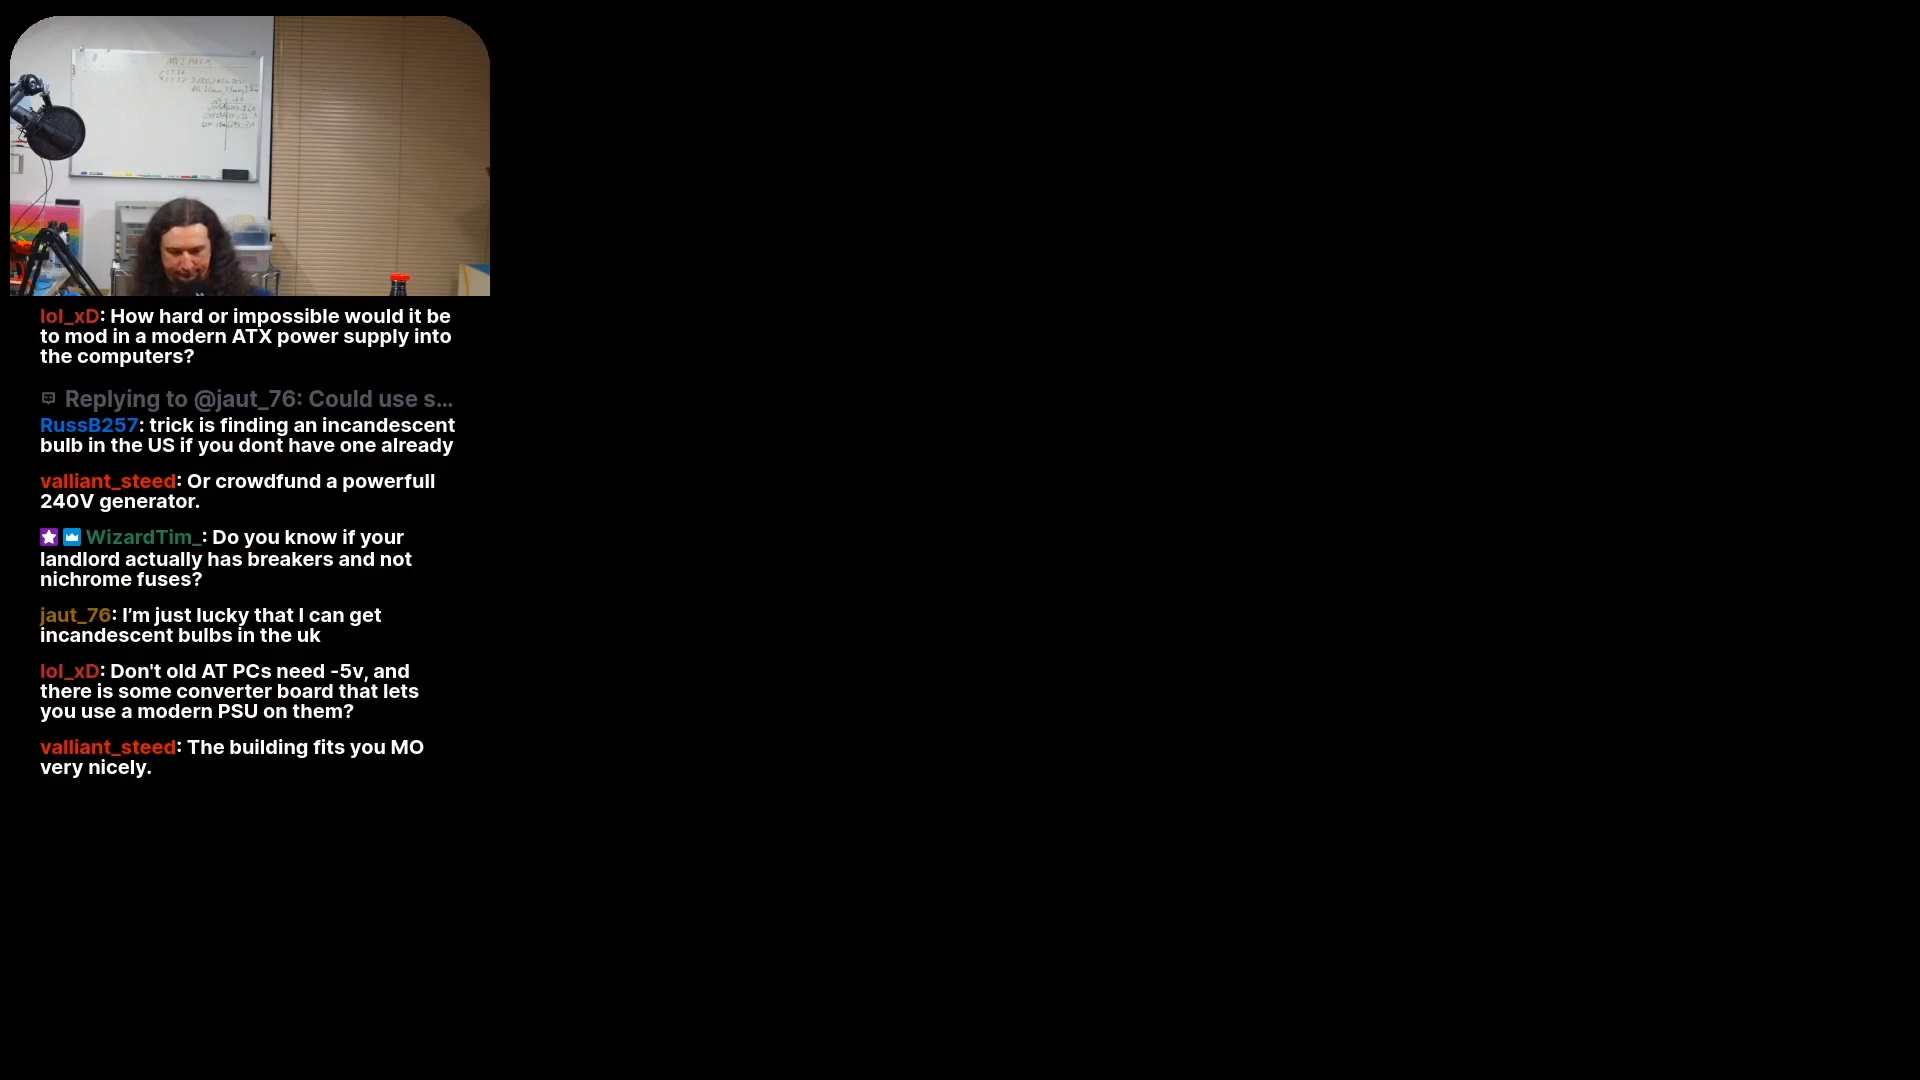 lol_xD: How hard or impossible would it be
to mod in a modern ATX power supply into
the computers?
Replying to @jaut_76: Could use s...
RussB257: trick is finding an incandescent
bulb in the US if you dont have one already
valliant_steed: Or crowdfund a powerfull
240V generator.
WizardTim_: Do you know if your
landlord actually has breakers and not
nichrome fuses?
jaut_76: I’m just lucky that I can get
incandescent bulbs in the uk
lol_xD: Don't old AT PCs need -5v, and
there is some converter board that lets
you use a modern PSU on them?
valliant_steed: The building fits you MO
very nicely.